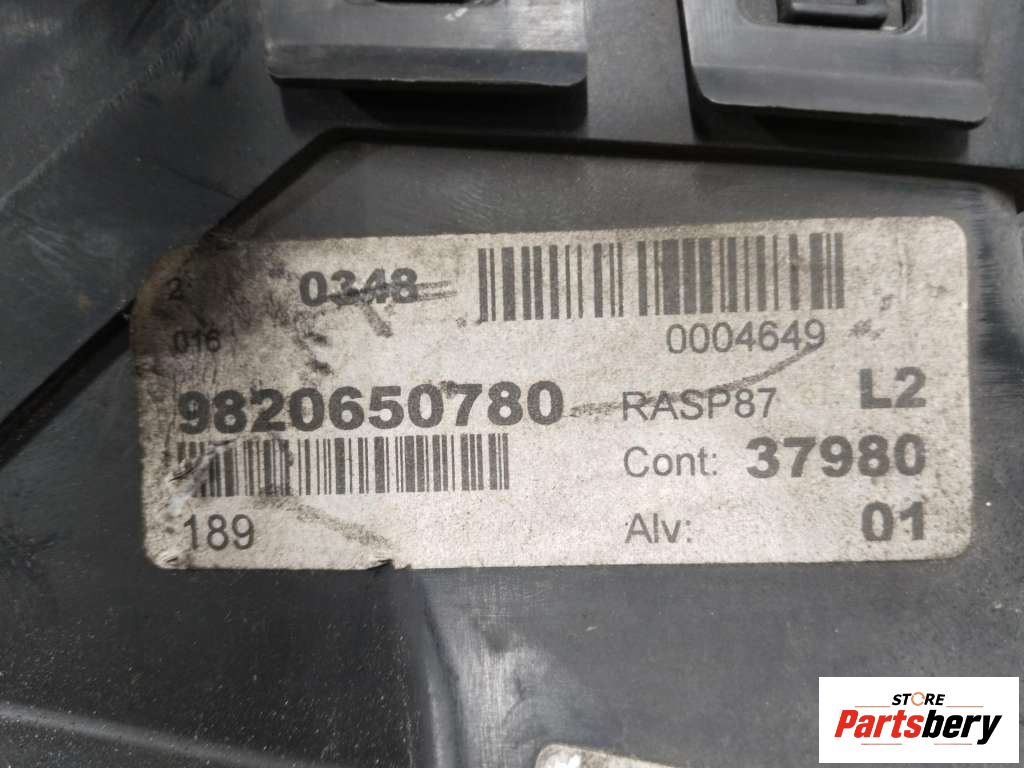 2 0348
016 0004649
9820650780 RASP87 L2
Cont: 37980
189 Alv: 01
STORE
Partsbery